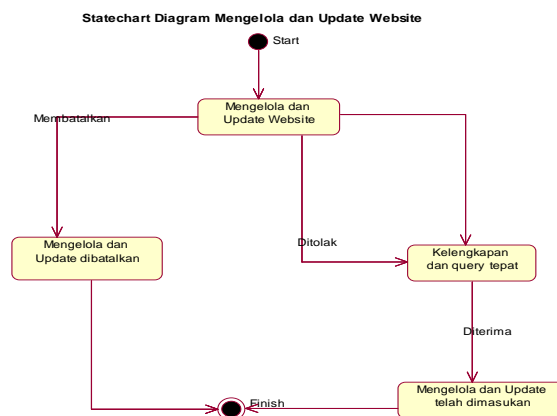 Statechart Diagram Mengelola dan Update Website
Start
Mengelola dan
Update Website
Membatalkan
Mengelola dan
Update dibatalkan
Ditolak
Kelengkapan
dan query tepat
Diterima
Mengelola dan Update
telah dimasukan
Finish